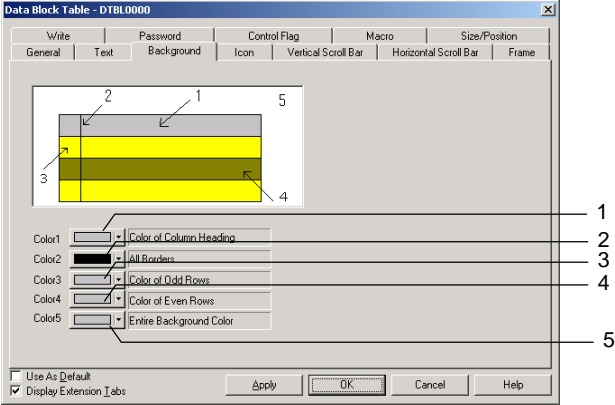 Data Block Table - DTBL0000
Write Password Control Flag Macro Size/Position
General Text Background Icon Vertical Scroll Bar Horizontal Scroll Bar Frame
2 1 5
3
4
1
Color1 Color of Column Heading
2
Color2 All Borders
3
Color3 Color of Odd Rows
4
Color4 Color of Even Rows
Color5 Entire Background Color
5
Use As Default
Display Extension Tabs
Apply OK Cancel Help